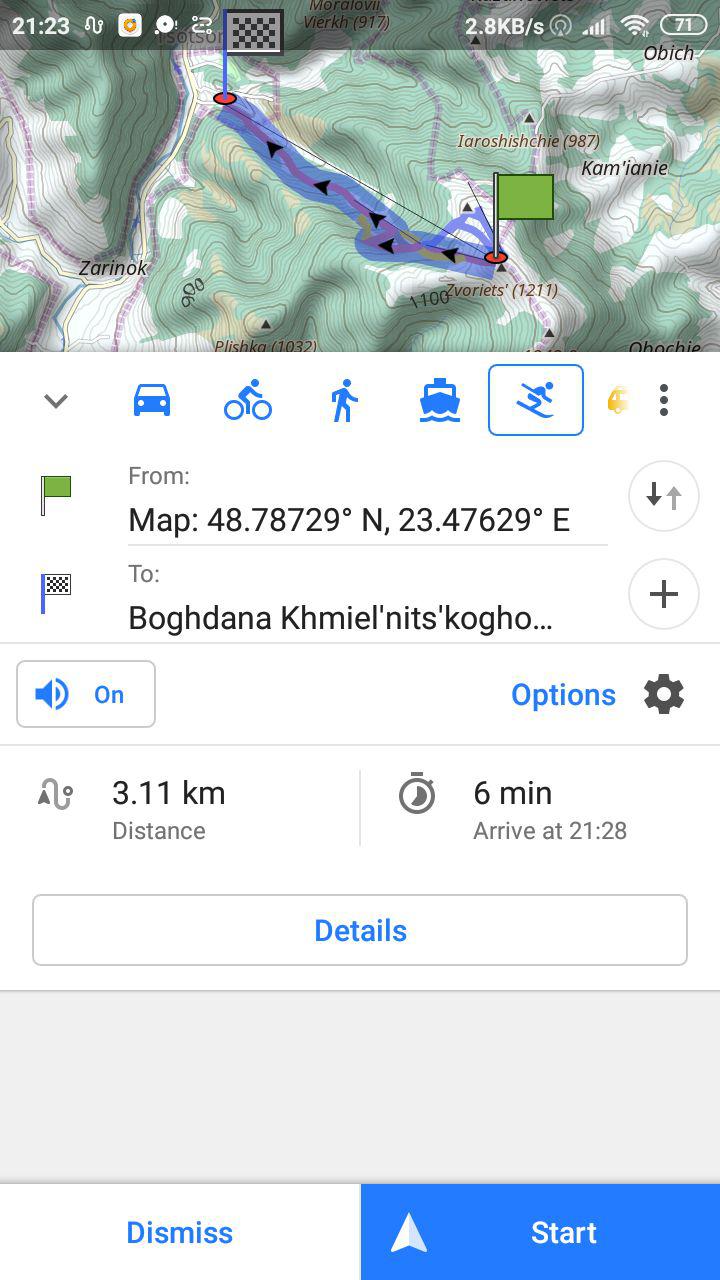 21:23
2.8KB/s
71
Moralovii
Vierkh (917)
Obich
Iaroshishchie (987)
Kam'ianie
Zarinok
900
1100
Zvoriets' (1211)
Plishka (1032)
Obochie
From:
Map: 48.78729° N, 23.47629° E
To:
Boghdana Khmiel'nits'kogho…
On
Options
3.11 km
Distance
6 min
Arrive at 21:28
Details
Dismiss
Start